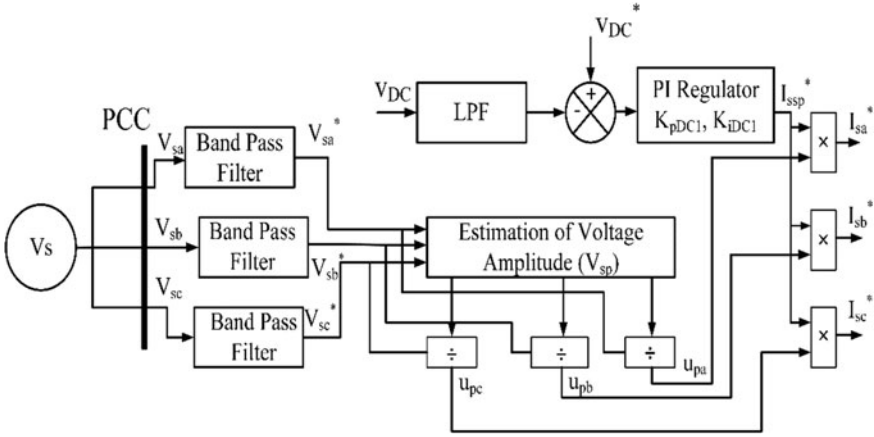 V_DC^*
V_DC
LPF
+
-
PI Regulator
K_pDC1, K_iDC1
I_ssp^*
PCC
V_sa
Band Pass
Filter
V_sa^*
×
I_sa^*
Vs
V_sb
Band Pass
Filter
V_sb^*
Estimation of Voltage
Amplitude (V_sp)
×
I_sb^*
V_sc
Band Pass
Filter
V_sc^*
÷
÷
÷
u_pc
u_pb
u_pa
×
I_sc^*